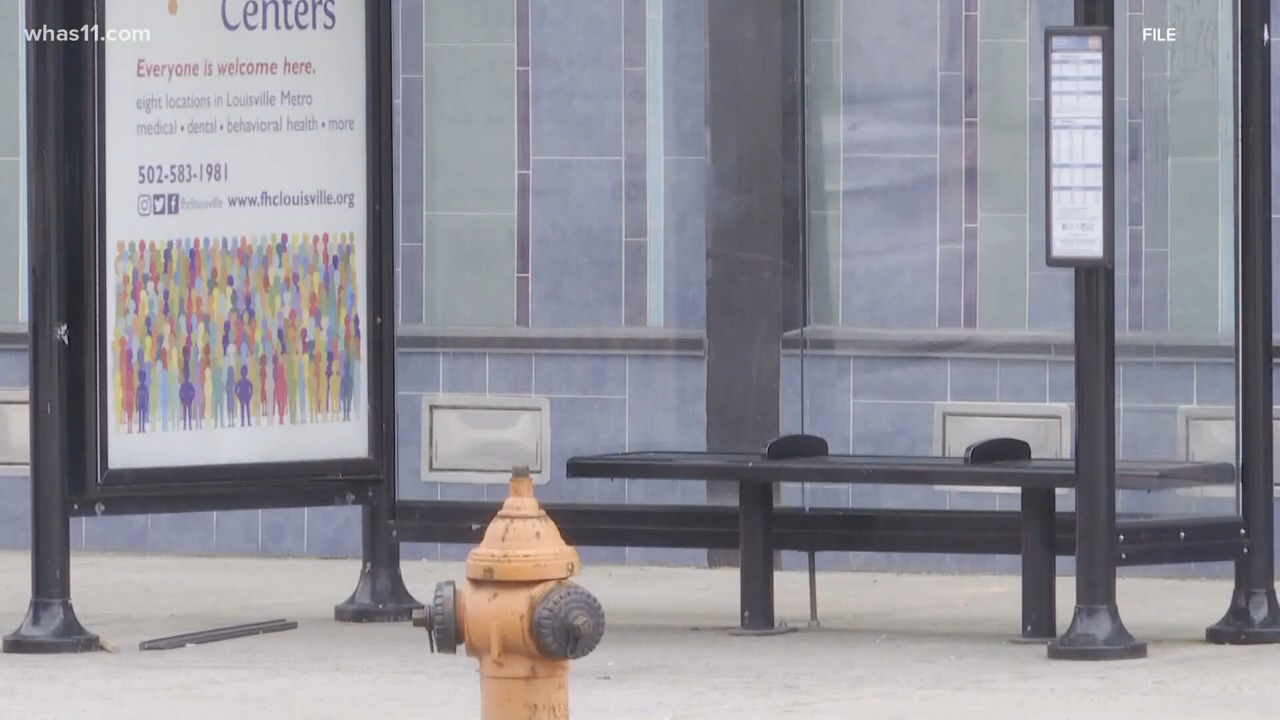 whas11.com
FILE
Centers
Everyone is welcome here.
eight locations in Louisville Metro
medical • dental • behavioral health • more
502-583-1981
fhclouisville www.fhclouisville.org